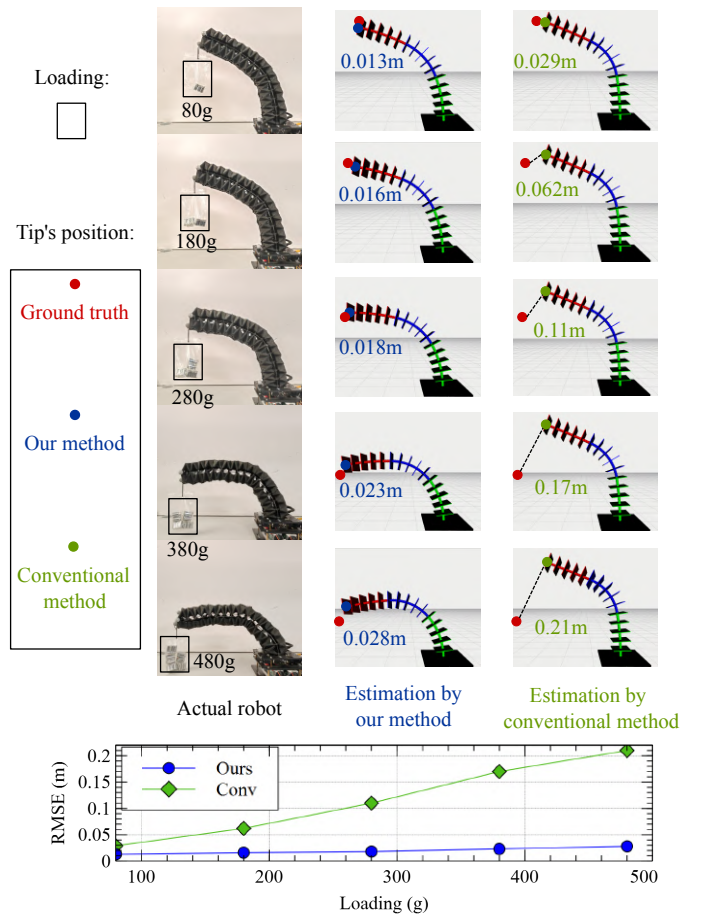 Loading:
80g
0.013m
0.029m
180g
0.016m
0.062m
Tip's position:
Ground truth
Our method
Conventional
method
280g
0.018m
0.11m
380g
0.023m
0.17m
480g
0.028m
0.21m
Actual robot
Estimation by
our method
Estimation by
conventional method
RMSE (m)
0.2
0.15
0.1
0.05
0
Ours
Conv
100
200
300
400
500
Loading (g)